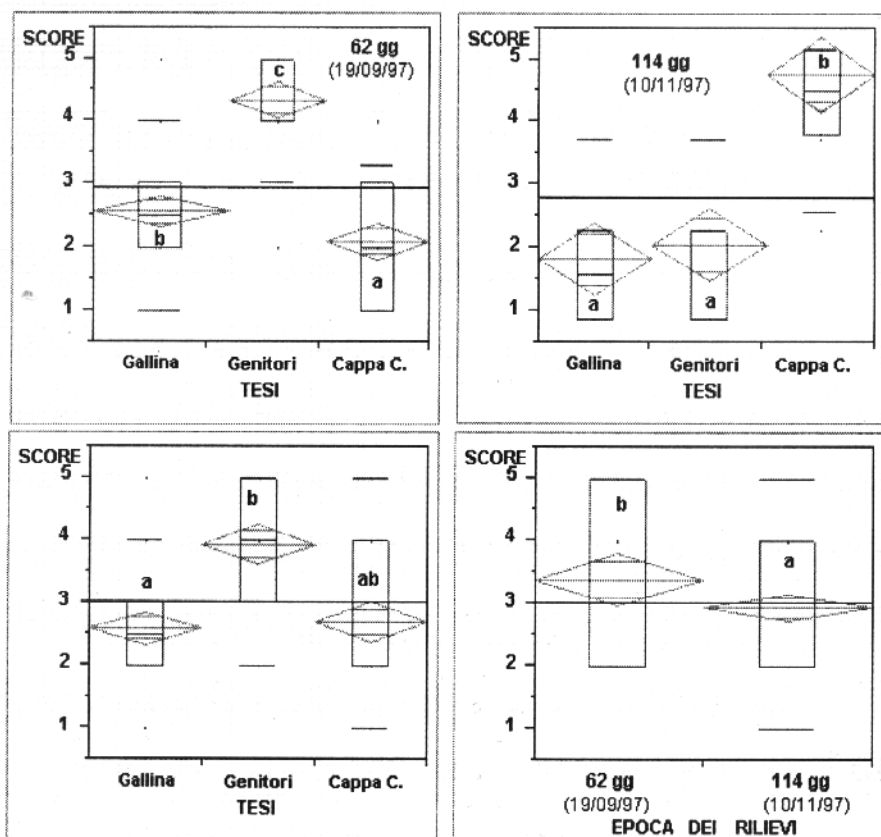 SCORE
62 gg
(19/09/97)
5
4
3
2
1
c
b
a
Gallina Genitori Cappa C.
TESI
SCORE
114 gg
(10/11/97)
5
4
3
2
1
b
a a
Gallina Genitori Cappa C.
TESI
SCORE
5
4
3
2
1
b
a ab
Gallina Genitori Cappa C.
TESI
SCORE
5
4
3
2
1
b
a
62 gg 114 gg
(19/09/97) (10/11/97)
EPOCA DEI RILIEVI